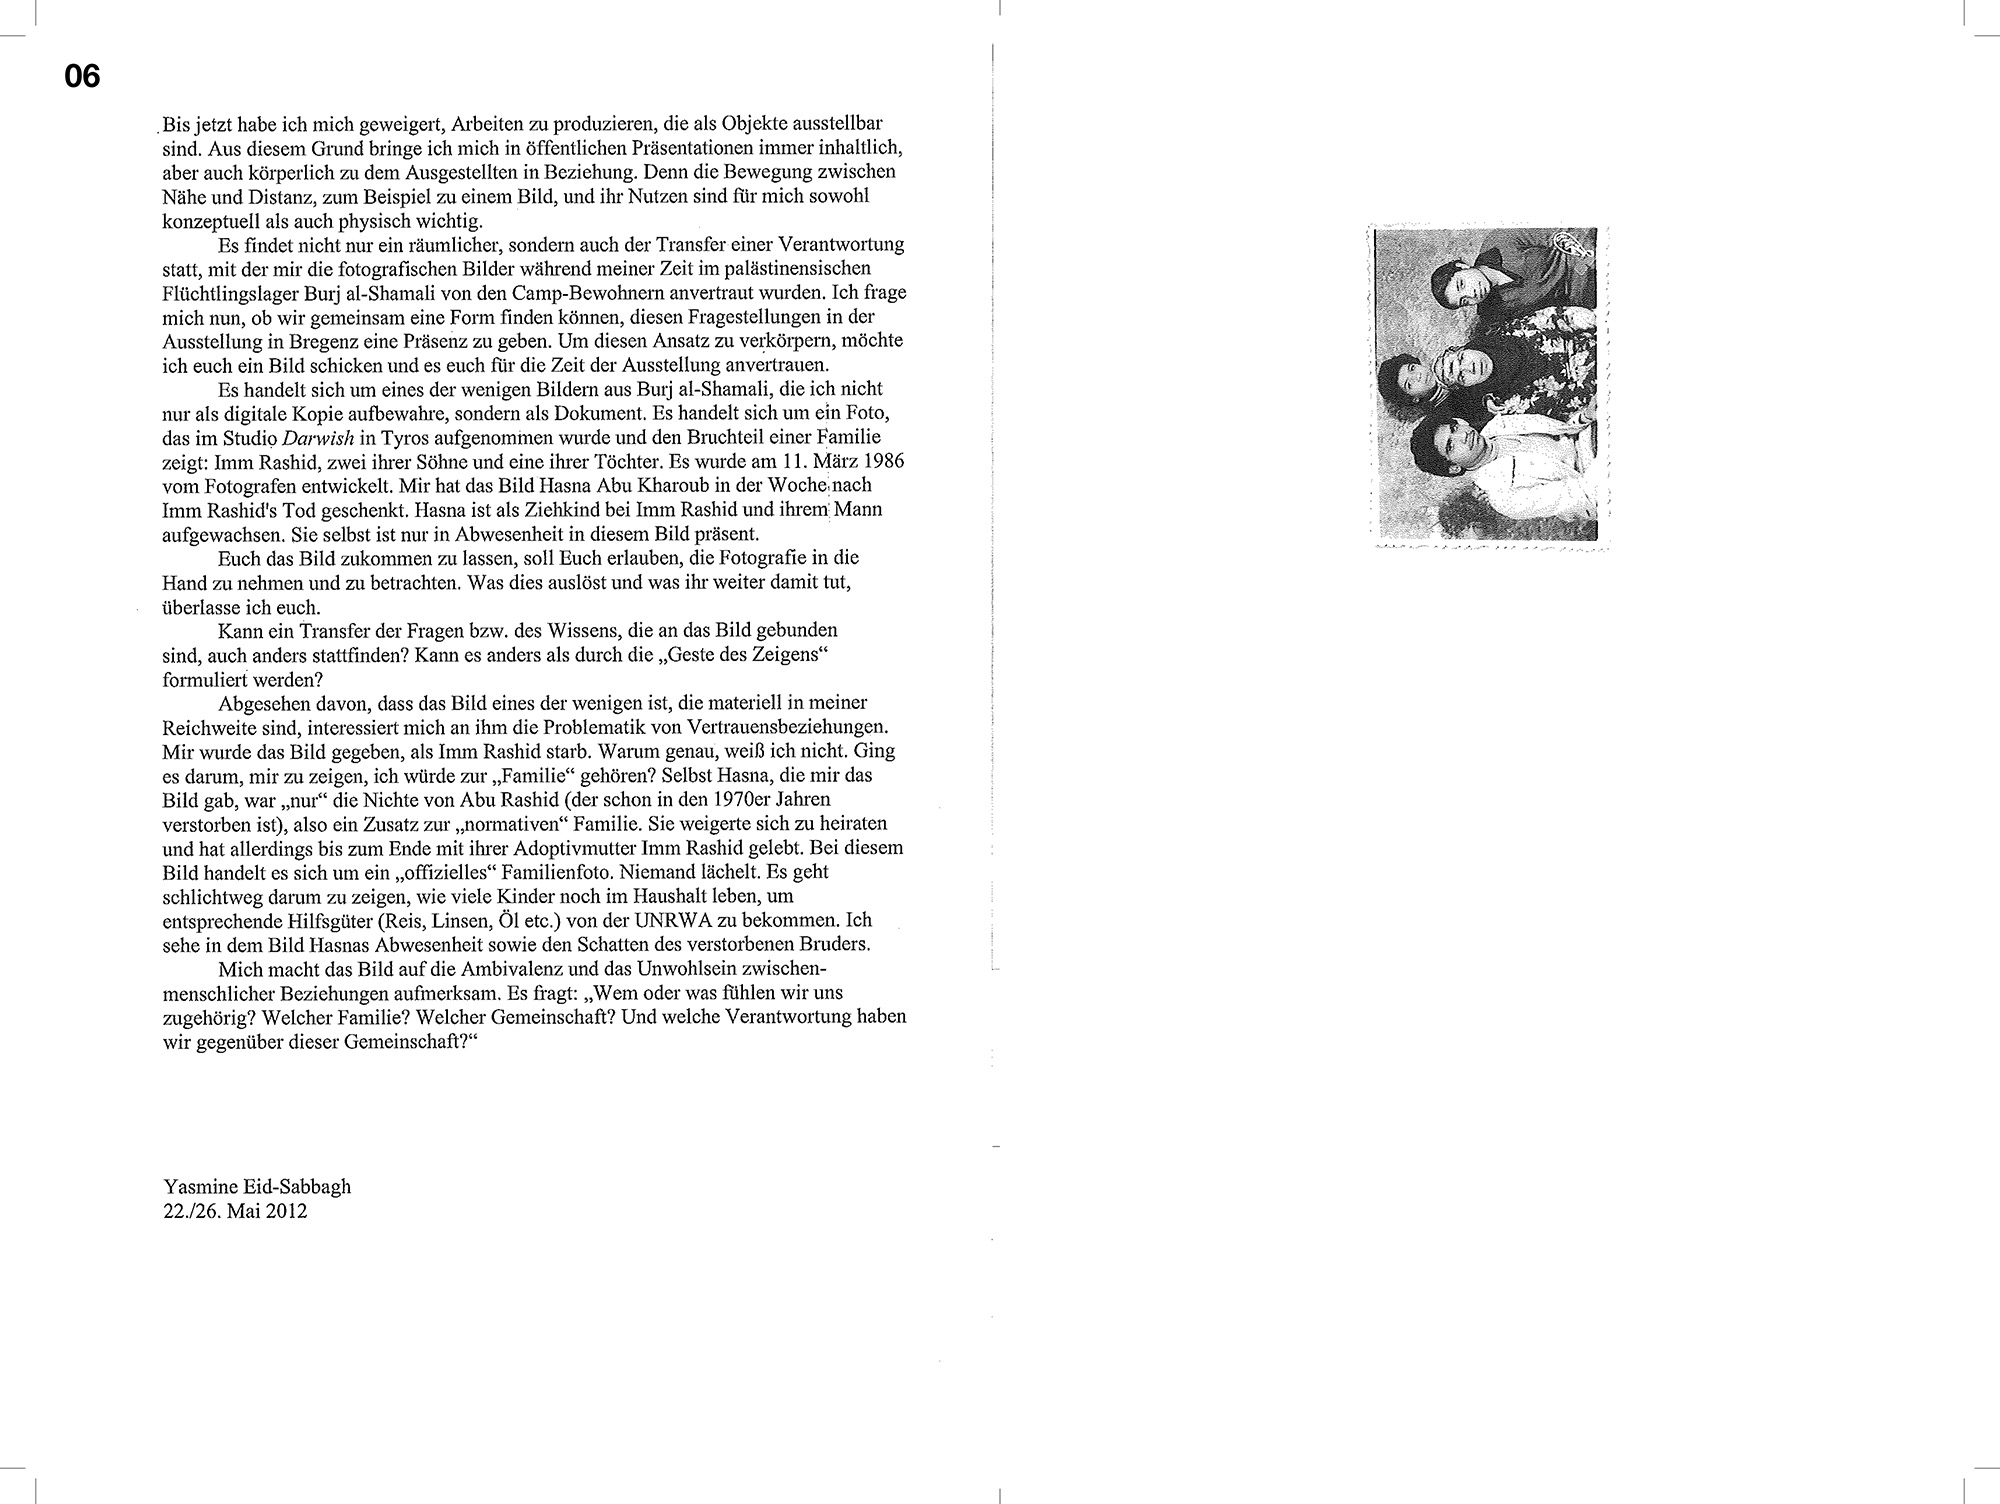 06
Bis jetzt habe ich mich geweigert, Arbeiten zu produzieren, die als Objekte ausstellbar
sind. Aus diesem Grund bringe ich mich in öffentlichen Präsentationen immer inhaltlich,
aber auch körperlich zu dem Ausgestellten in Beziehung. Denn die Bewegung zwischen
Nähe und Distanz, zum Beispiel zu einem Bild, und ihr Nutzen sind für mich sowohl
konzeptuell als auch physisch wichtig.
Es findet nicht nur ein räumlicher, sondern auch der Transfer einer Verantwortung
statt, mit der mir die fotografischen Bilder während meiner Zeit im palästinensischen
Flüchtlingslager Burj al-Shamali von den Camp-Bewohnern anvertraut wurden. Ich frage
mich nun, ob wir gemeinsam eine Form finden können, diesen Fragestellungen in der
Ausstellung in Bregenz eine Präsenz zu geben. Um diesen Ansatz zu verkörpern, möchte
ich euch ein Bild schicken und es euch für die Zeit der Ausstellung anvertrauen.
Es handelt sich um eines der wenigen Bildern aus Burj al-Shamali, die ich nicht
nur als digitale Kopie aufbewahre, sondern als Dokument. Es handelt sich um ein Foto,
das im Studio Darwish in Tyros aufgenommen wurde und den Bruchteil einer Familie
zeigt: Imm Rashid, zwei ihrer Söhne und eine ihrer Töchter. Es wurde am 11. März 1986
vom Fotografen entwickelt. Mir hat das Bild Hasna Abu Kharoub in der Woche nach
Imm Rashid's Tod geschenkt. Hasna ist als Ziehkind bei Imm Rashid und ihrem Mann
aufgewachsen. Sie selbst ist nur in Abwesenheit in diesem Bild präsent.
Euch das Bild zukommen zu lassen, soll Euch erlauben, die Fotografie in die
Hand zu nehmen und zu betrachten. Was dies auslöst und was ihr weiter damit tut,
überlasse ich euch.
Kann ein Transfer der Fragen bzw. des Wissens, die an das Bild gebunden
sind, auch anders stattfinden? Kann es anders als durch die „Geste des Zeigens“
formuliert werden?
Abgesehen davon, dass das Bild eines der wenigen ist, die materiell in meiner
Reichweite sind, interessiert mich an ihm die Problematik von Vertrauensbeziehungen.
Mir wurde das Bild gegeben, als Imm Rashid starb. Warum genau, weiß ich nicht. Ging
es darum, mir zu zeigen, ich würde zur „Familie“ gehören? Selbst Hasna, die mir das
Bild gab, war „nur“ die Nichte von Abu Rashid (der schon in den 1970er Jahren
verstorben ist), also ein Zusatz zur „normativen“ Familie. Sie weigerte sich zu heiraten
und hat allerdings bis zum Ende mit ihrer Adoptivmutter Imm Rashid gelebt. Bei diesem
Bild handelt es sich um ein „offizielles“ Familienfoto. Niemand lächelt. Es geht
schlichtweg darum zu zeigen, wie viele Kinder noch im Haushalt leben, um
entsprechende Hilfsgüter (Reis, Linsen, Öl etc.) von der UNRWA zu bekommen. Ich
sehe in dem Bild Hasnas Abwesenheit sowie den Schatten des verstorbenen Bruders.
Mich macht das Bild auf die Ambivalenz und das Unwohlsein zwischen-
menschlicher Beziehungen aufmerksam. Es fragt: „Wem oder was fühlen wir uns
zugehörig? Welcher Familie? Welcher Gemeinschaft? Und welche Verantwortung haben
wir gegenüber dieser Gemeinschaft?“
Yasmine Eid-Sabbagh
22./26. Mai 2012